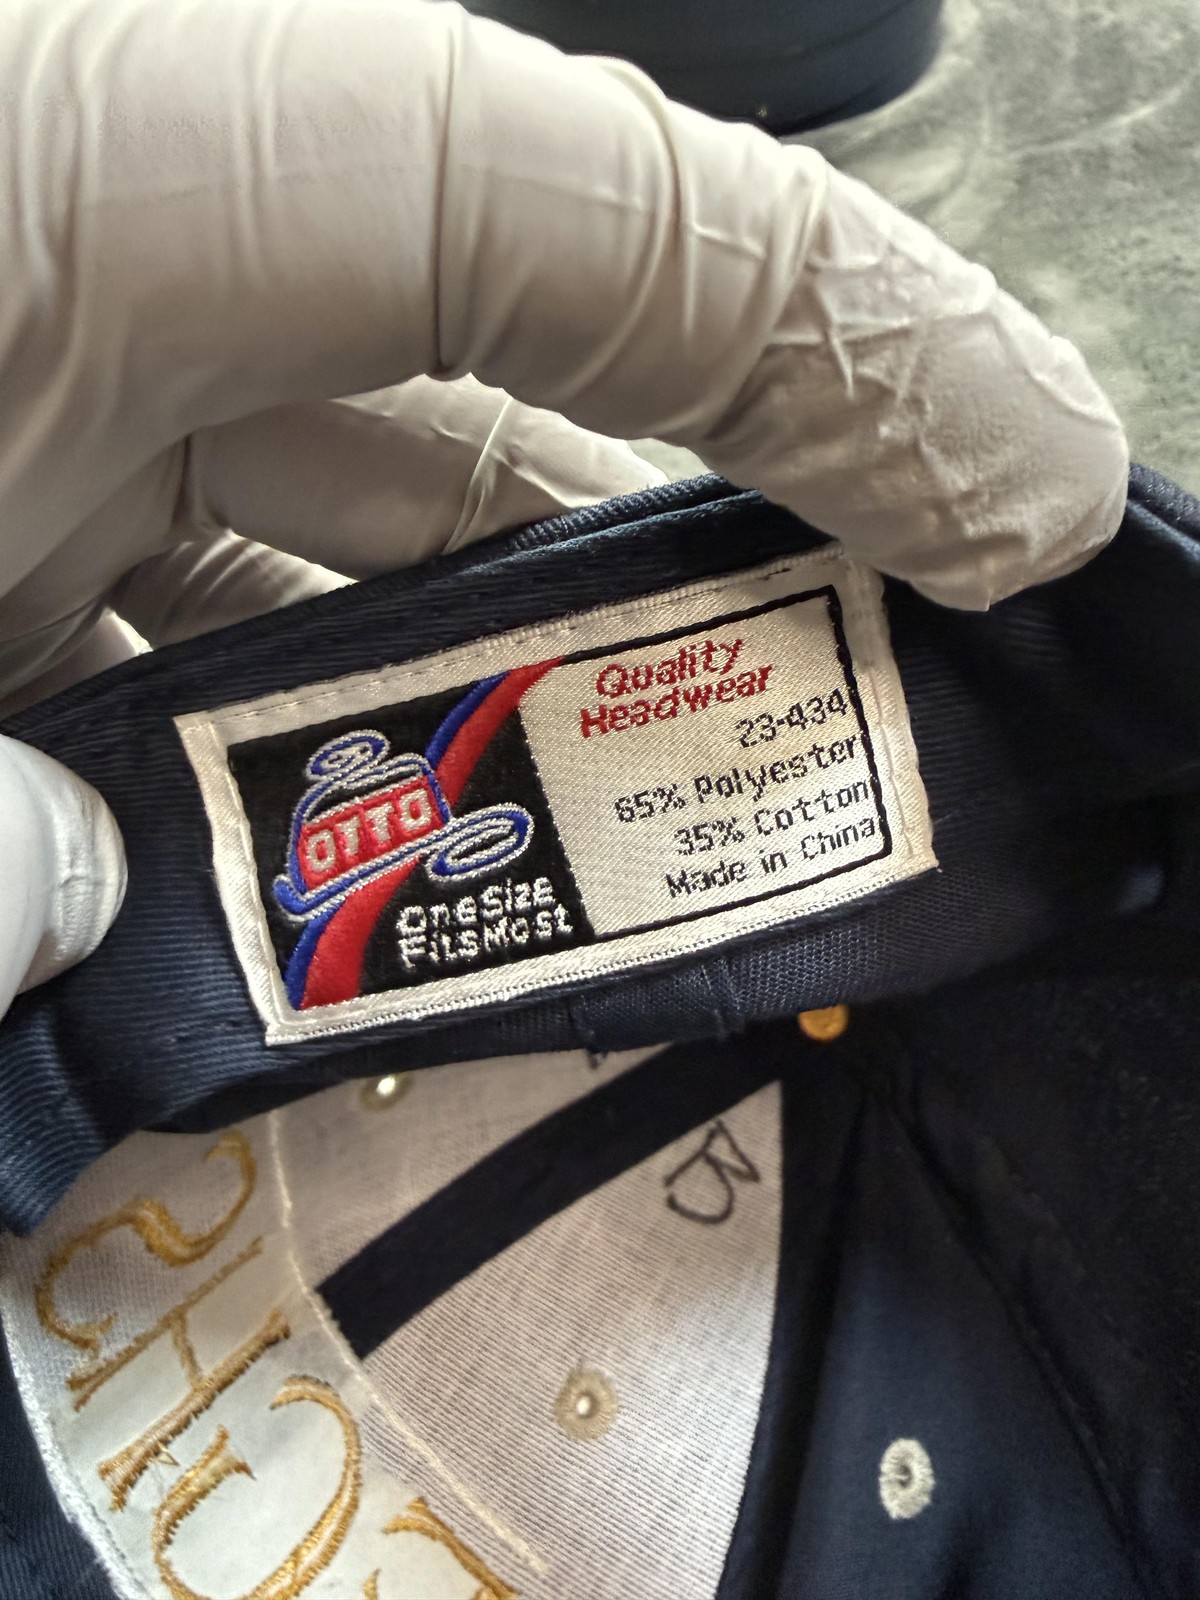 OTTO
One Size
Fits Most
Quality
Headwear
23-434
65% Polyester
35% Cotton
Made in China